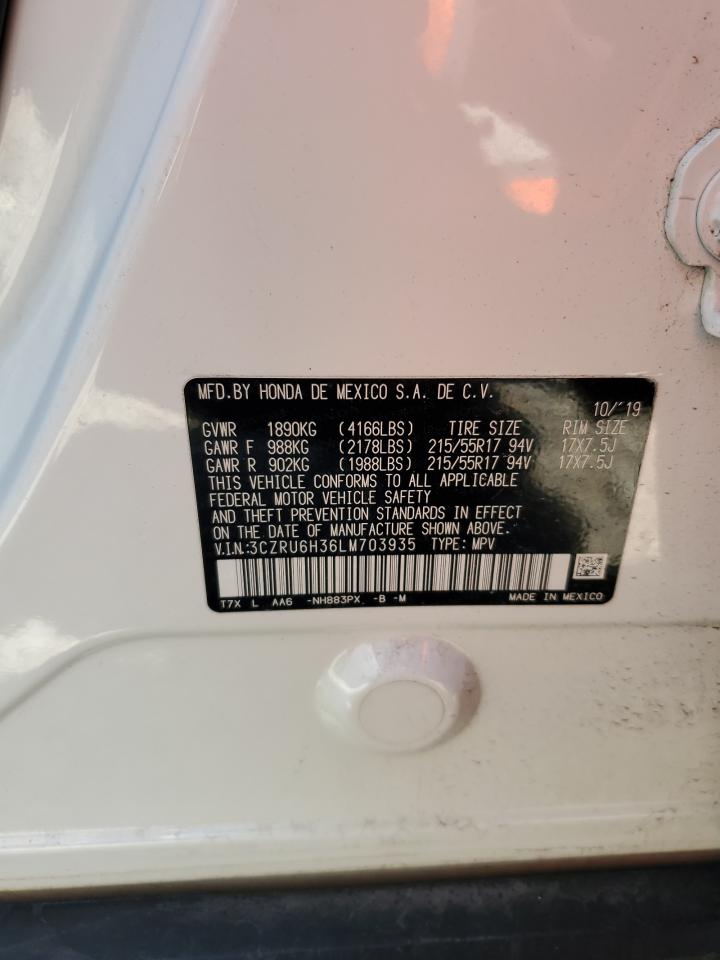 MFD.BY HONDA DE MEXICO S.A. DE C.V.
10/'19
GVWR 1890KG (4166LBS) TIRE SIZE RIM SIZE
GAWR F 988KG (2178LBS) 215/55R17 94V 17X7.5J
GAWR R 902KG (1988LBS) 215/55R17 94V 17X7.5J
THIS VEHICLE CONFORMS TO ALL APPLICABLE
FEDERAL MOTOR VEHICLE SAFETY
AND THEFT PREVENTION STANDARDS IN EFFECT
ON THE DATE OF MANUFACTURE SHOWN ABOVE.
V.I.N.:3CZRU6H36LM703935 TYPE: MPV
T7X L AA6 -NH883PX -B -M MADE IN MEXICO